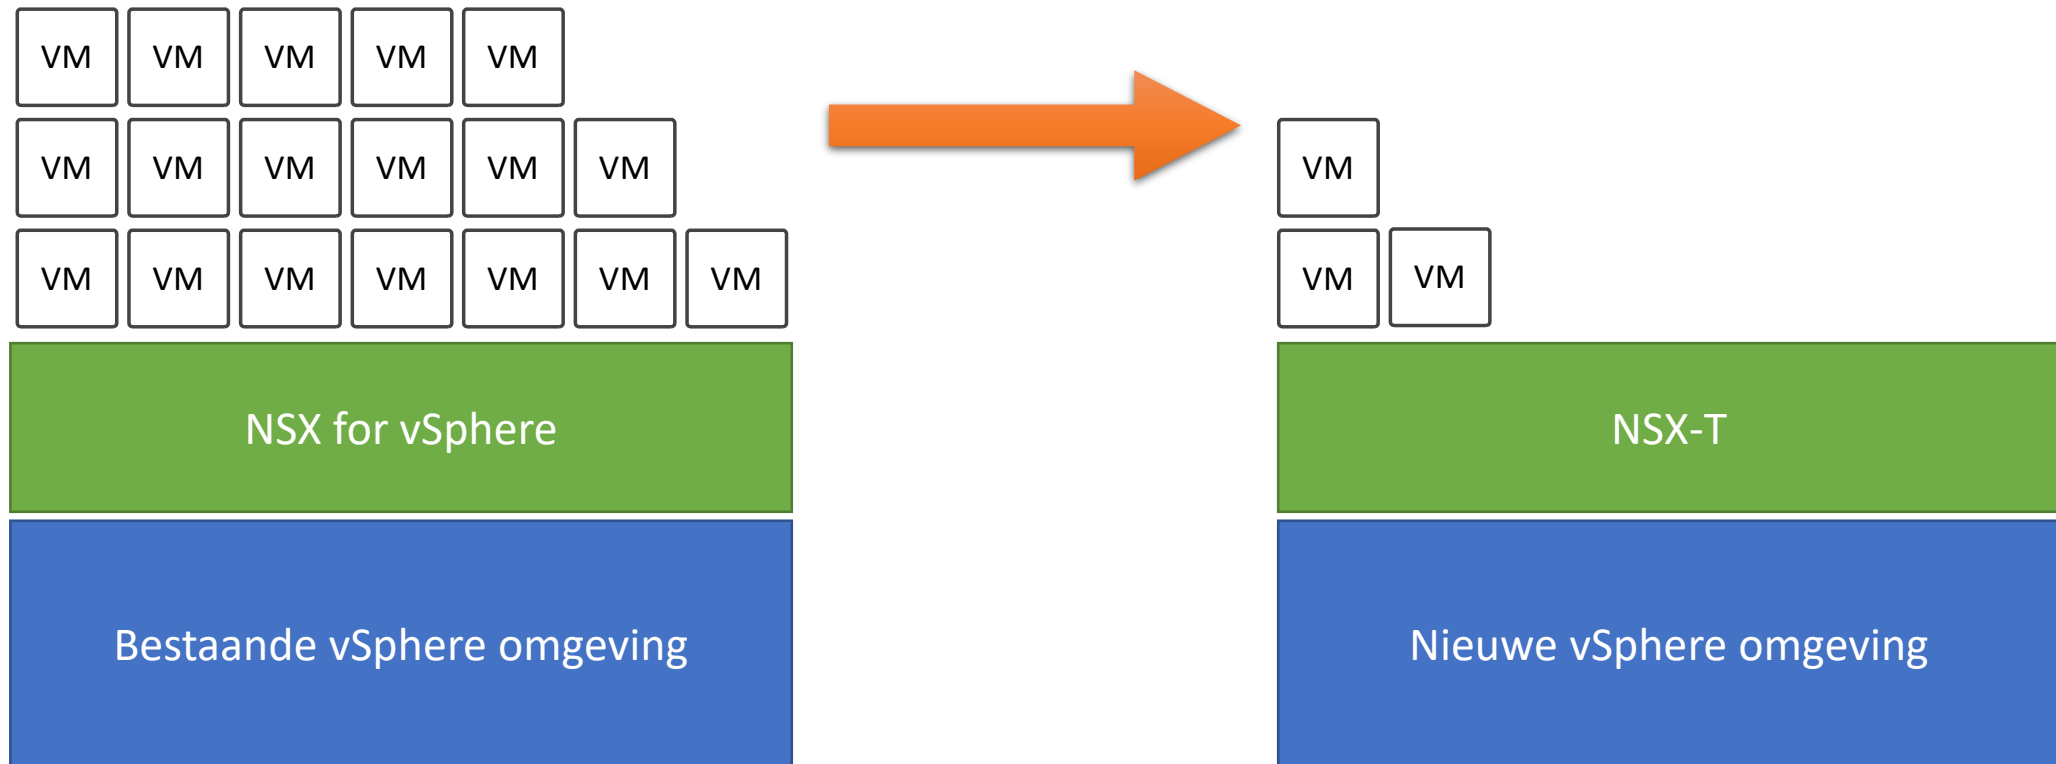 VM VM VM VM VM
VM VM VM VM VM VM
VM VM VM VM VM VM VM
NSX for vSphere
Bestaande vSphere omgeving
VM
VM VM
NSX-T
Nieuwe vSphere omgeving